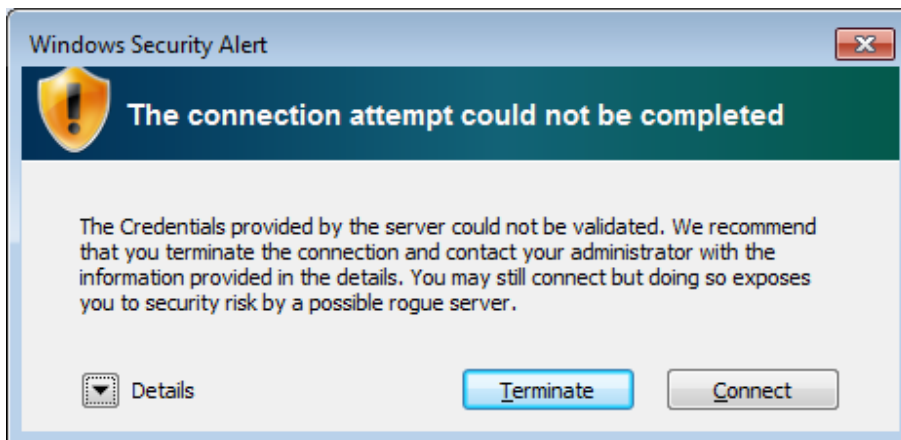 Windows Security Alert
The connection attempt could not be completed
The Credentials provided by the server could not be validated. We recommend
that you terminate the connection and contact your administrator with the
information provided in the details. You may still connect but doing so exposes
you to security risk by a possible rogue server.
Details Terminate Connect